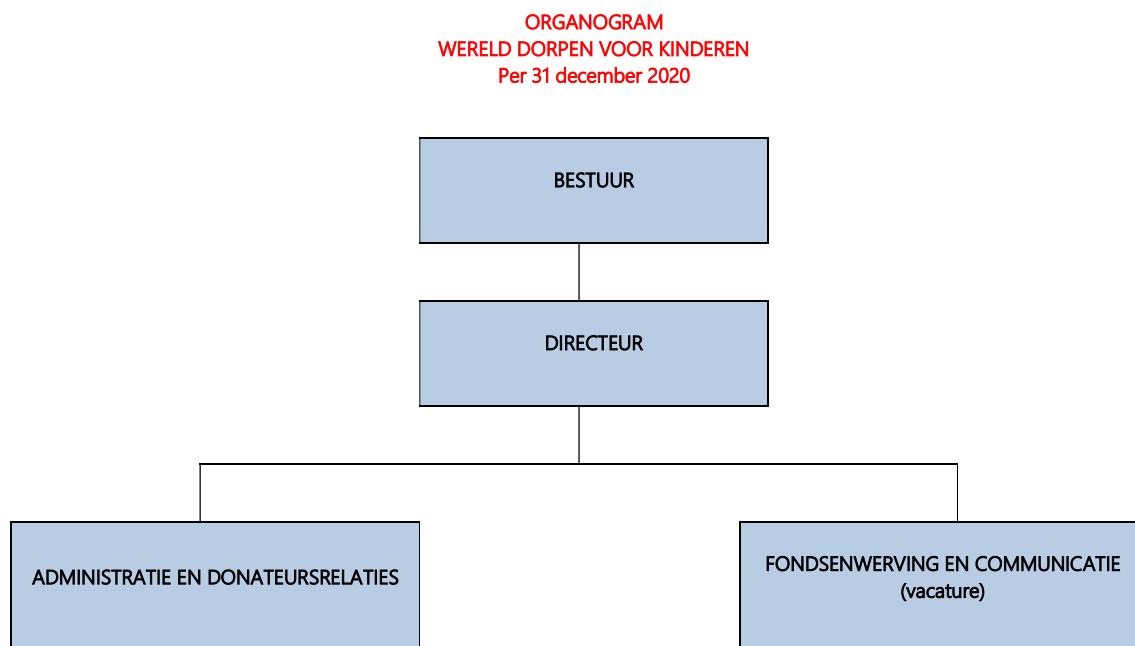 ORGANOGRAM
WERELD DORPEN VOOR KINDEREN
Per 31 december 2020
BESTUUR
DIRECTEUR
ADMINISTRATIE EN DONATEURSRELATIES
FONDSENWERVING EN COMMUNICATIE
(vacature)